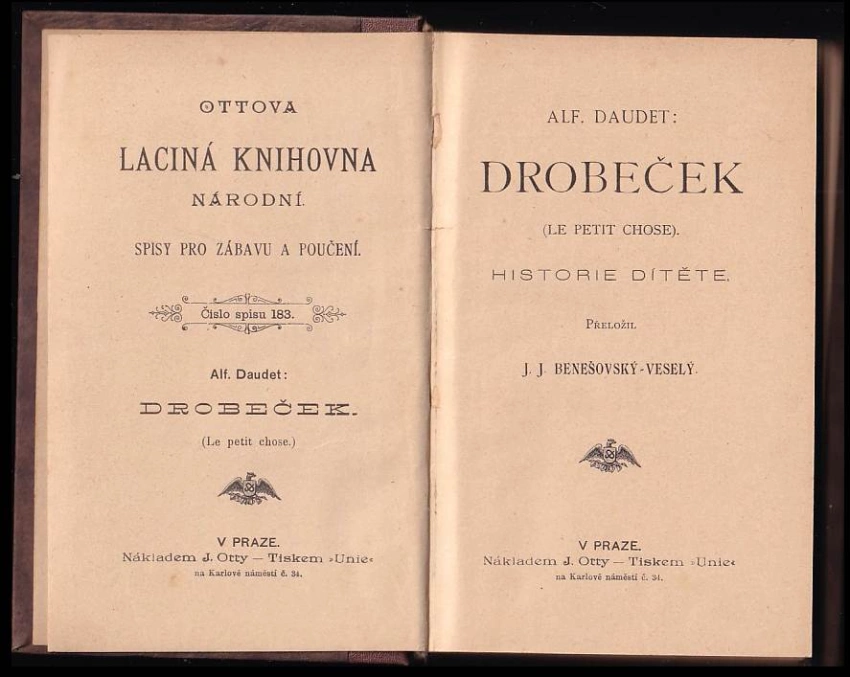 OTTOVA
LACINÁ KNIHOVNA
NÁRODNÍ.
SPISY PRO ZÁBAVU A POUČENÍ.
Číslo spisu 183.
Alf. Daudet:
DROBEČEK.
(Le petit chose.)
V PRAZE.
Nákladem J. Otty — Tiskem »Unie«
na Karlově náměstí č. 34.
ALF. DAUDET:
DROBEČEK
(LE PETIT CHOSE).
HISTORIE DÍTĚTE.
PŘELOŽIL
J. J. BENEŠOVSKÝ-VESELÝ.
V PRAZE.
Nákladem J. Otty — Tiskem »Unie«
na Karlově náměstí č. 34.